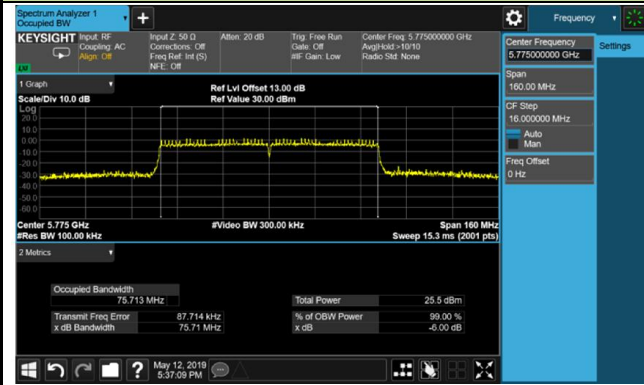 Spectrum Analyzer 1
Occupied BW
Frequency
KEYSIGHT
Input: RF
Coupling: AC
Align: Off
Input Z: 50 Ω
Corrections: Off
Freq Ref: Int (S)
NFE: Off
Atten: 20 dB
Trig: Free Run
Gate: Off
#IF Gain: Low
Center Freq: 5.775000000 GHz
Avg|Hold:>10/10
Radio Std: None
LXI
Center Frequency
5.775000000 GHz
Settings
Span
160.00 MHz
CF Step
16.000000 MHz
Auto
Man
Freq Offset
0 Hz
1 Graph
Scale/Div 10.0 dB
Ref Lvl Offset 13.00 dB
Ref Value 30.00 dBm
Log
20.0
10.0
0.00
-10.0
-20.0
-30.0
-40.0
-50.0
-60.0
Center 5.775 GHz
#Video BW 300.00 kHz
Span 160 MHz
#Res BW 100.00 kHz
Sweep 15.3 ms (2001 pts)
2 Metrics
Occupied Bandwidth
75.713 MHz
Total Power
25.5 dBm
Transmit Freq Error
87.714 kHz
% of OBW Power
99.00 %
x dB Bandwidth
75.71 MHz
x dB
-6.00 dB
?
May 12, 2019
5:37:09 PM